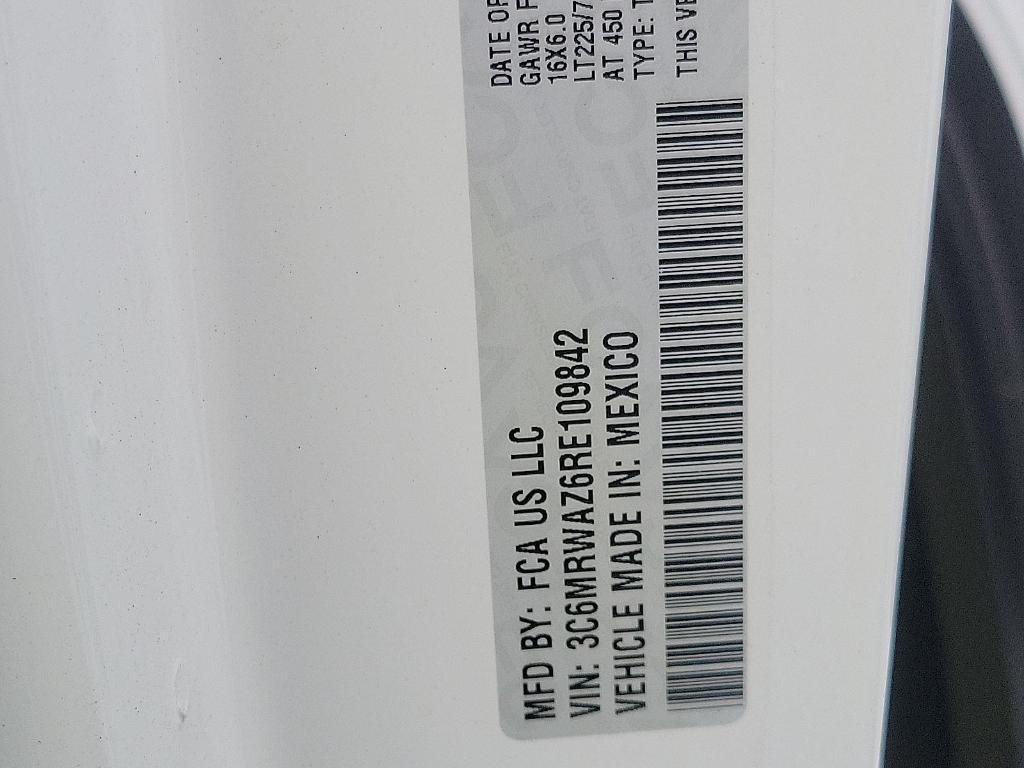 MFD BY: FCA US LLC
VIN: 3C6MRWAZ6RE109842
VEHICLE MADE IN: MEXICO
DATE OF
GAWR F
16X6.0
LT225/7
AT 450
TYPE: T
THIS VE